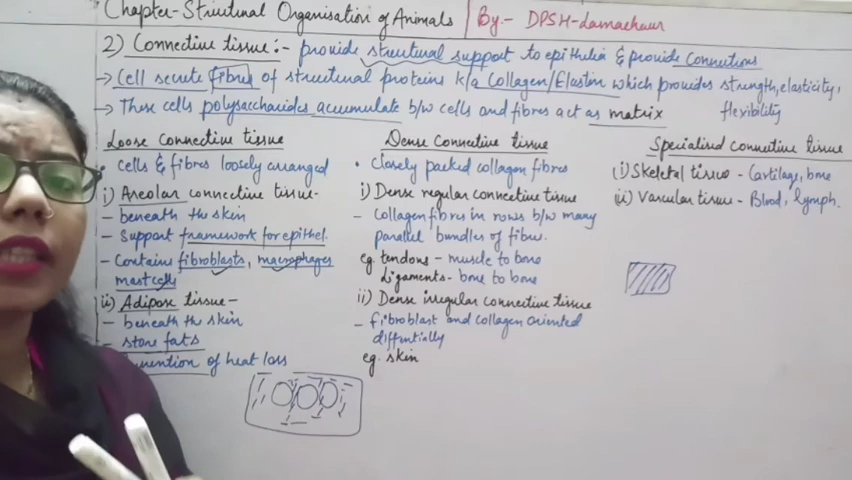 Chapter-Structural Organisation of Animals By:- DPSH-
2) Connective tissue:- provide structural support to epithelia & provide connections
→ Cell secrete fibres of structural proteins k/a collagen/Elastin which provides strength, elasticity,
→ These cells polysaccharides accumulate b/w cells and fibres act as matrix flexibility
Loose connective tissue
• cells & fibres loosely arranged
i) Areolar connective tissue-
- beneath the skin
- Support framework for epithel.
- Contains fibroblasts, macrophages
mast cells
ii) Adipose tissue-
- beneath the skin
- store fats
of heat loss
Dense connective tissue
• closely packed collagen fibres
i) Dense regular connective tissue
- Collagen fibres in rows b/w many
parallel bundles of fibres.
eg. tendons - muscle to bone
Ligaments - bone to bone
ii) Dense irregular connective tissue
- fibroblast and collagen oriented
eg. skin
Specialised connective tissue
(i) Skeletal tissue - Cartilage, bone
(ii) Vascular tissue - Blood, lymph.